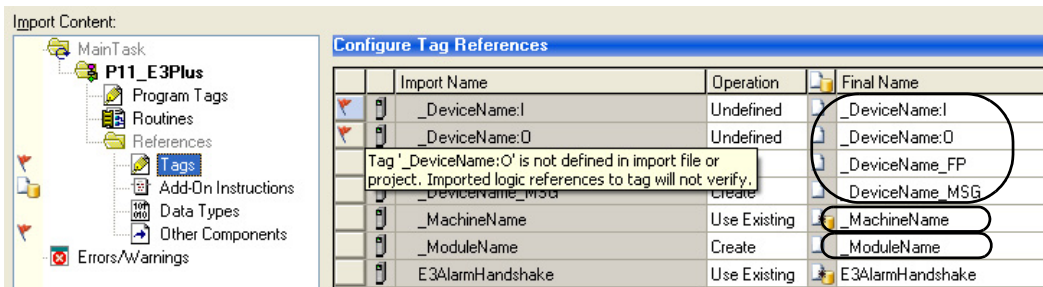 Import Content:
MainTask
P11_E3Plus
Program Tags
Routines
References
Tags
Add-On Instructions
Data Types
Other Components
Errors/Warnings
Configure Tag References
Import Name Operation Final Name
_DeviceName:I Undefined _DeviceName:I
_DeviceName:O Undefined _DeviceName:O
Tag '_DeviceName:O' is not defined in import file or
project. Imported logic references to tag will not verify.
_DeviceName_FP
_DeviceName_MSG Create _DeviceName_MSG
_MachineName Use Existing _MachineName
_ModuleName Create _ModuleName
E3AlarmHandshake Use Existing E3AlarmHandshake